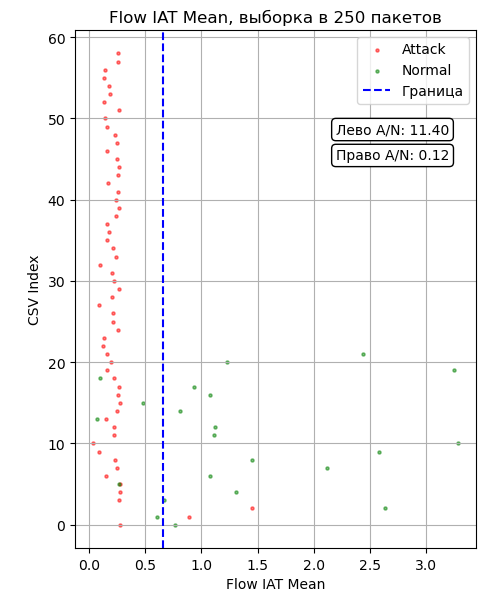 Flow IAT Mean, выборка в 250 пакетов
60
50
40
30
20
10
0
CSV Index
Attack
Normal
Граница
Лево A/N: 11.40
Право A/N: 0.12
0.0 0.5 1.0 1.5 2.0 2.5 3.0
Flow IAT Mean